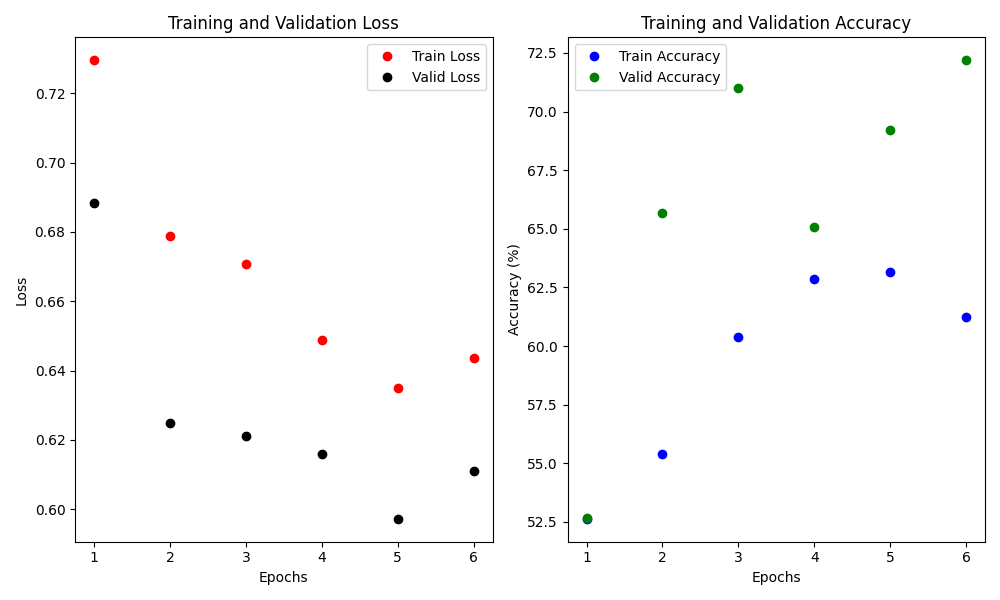 Training and Validation Loss
Train Loss
Valid Loss
0.72
0.70
0.68
0.66
0.64
0.62
0.60
Loss
1 2 3 4 5 6
Epochs
Training and Validation Accuracy
Train Accuracy
Valid Accuracy
72.5
70.0
67.5
65.0
62.5
60.0
57.5
55.0
52.5
Accuracy (%)
1 2 3 4 5 6
Epochs